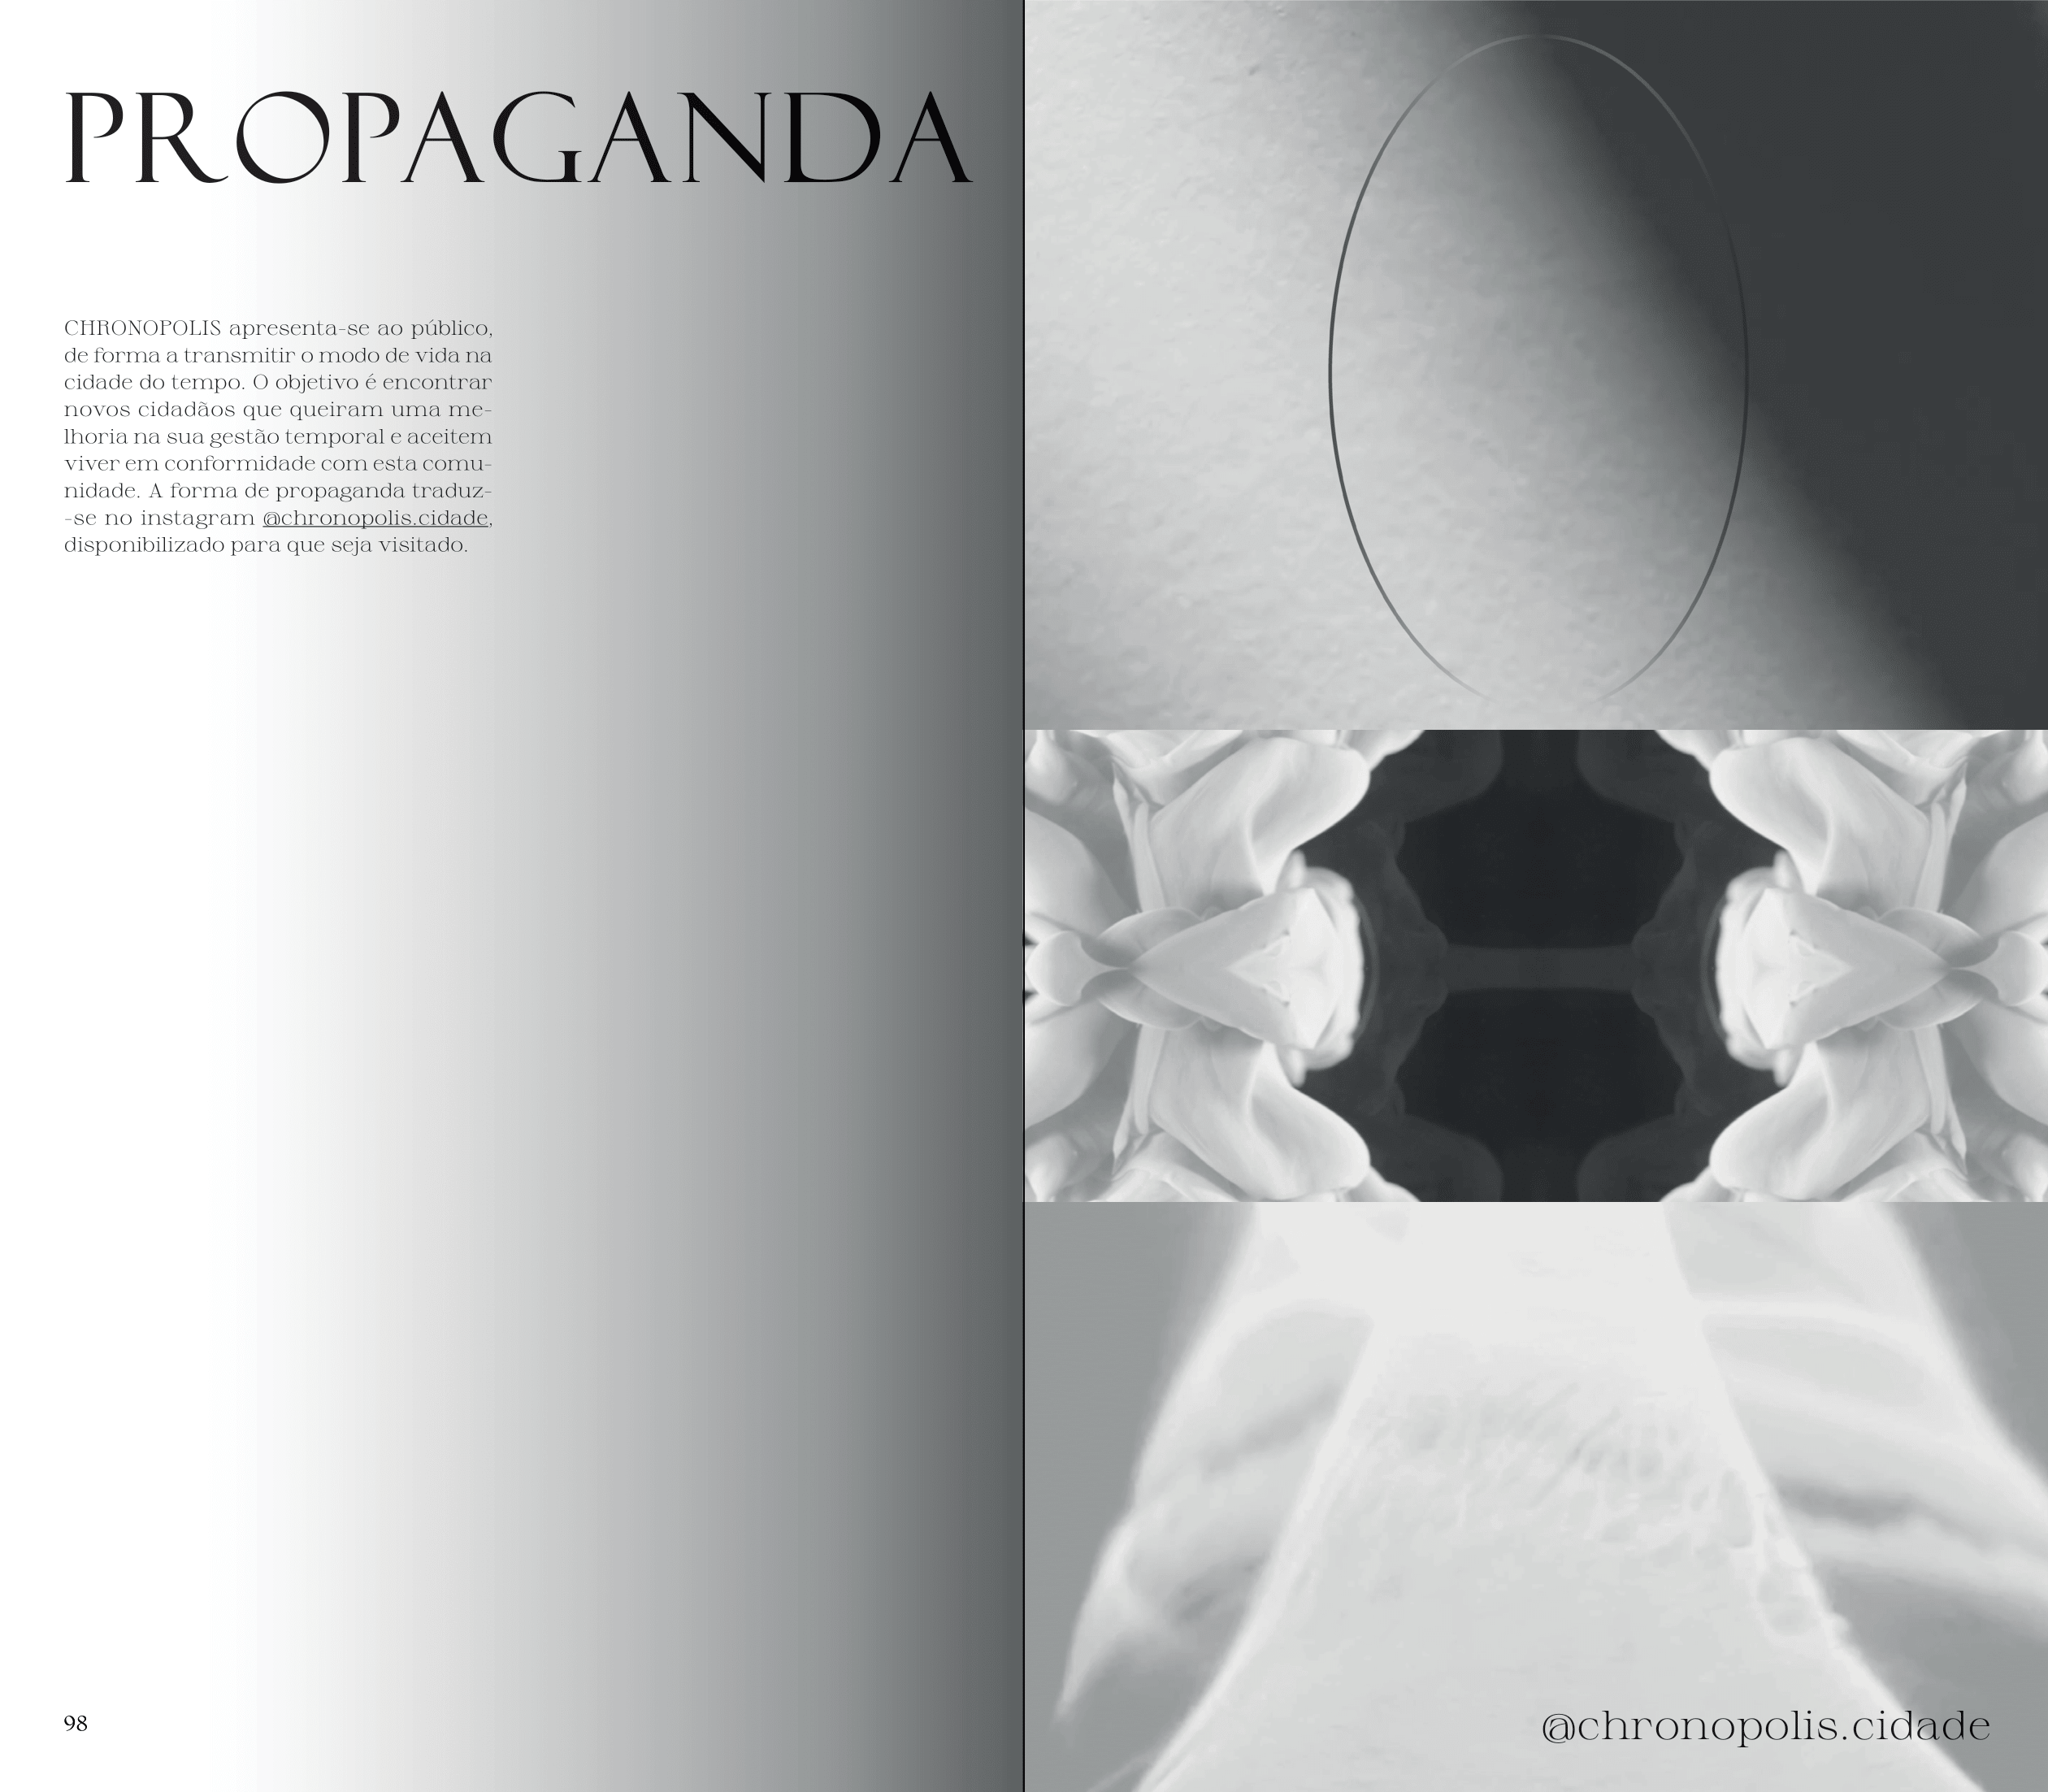 PROPAGANDA
CHRONOPOLIS apresenta-se ao público,
de forma a transmitir o modo de vida na
cidade do tempo. O objetivo é encontrar
novos cidadãos que queiram uma me-
lhoria na sua gestão temporal e aceitem
viver em conformidade com esta comu-
nidade. A forma de propaganda traduz-
-se no instagram @chronopolis.cidade,
disponibilizado para que seja visitado.
98
@chronopolis.cidade